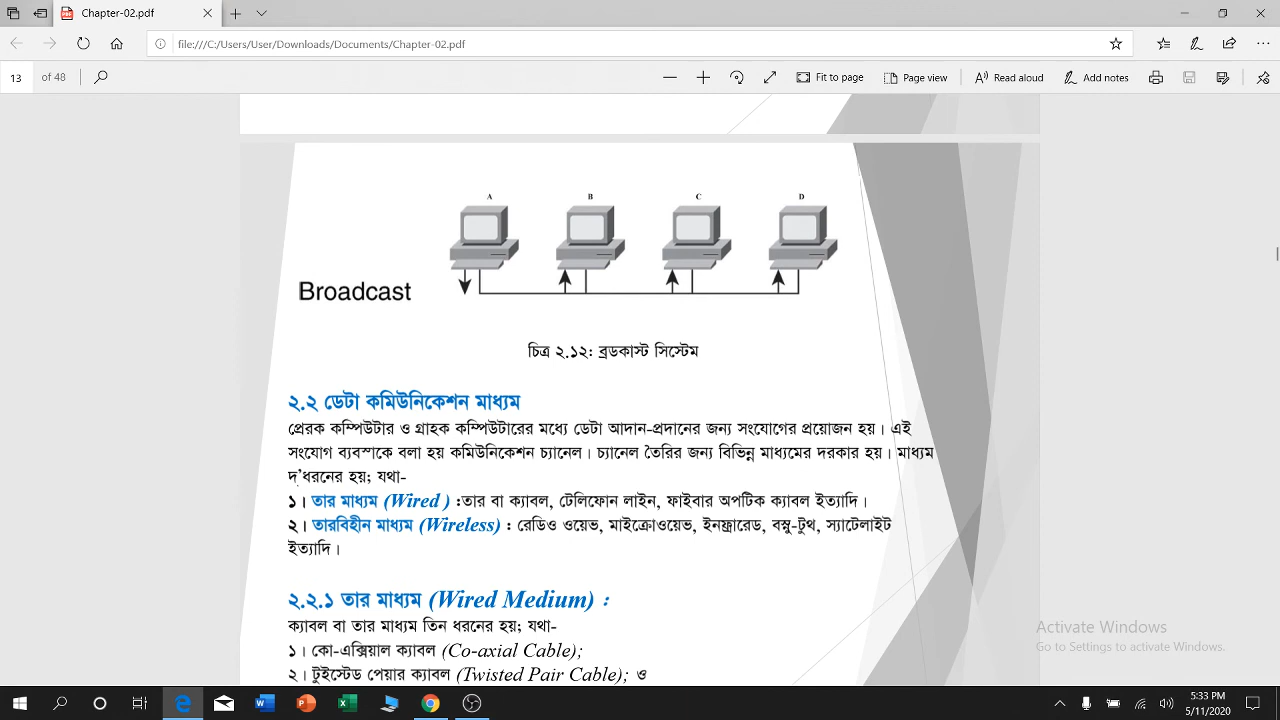 Chapter-02.pdf
file:///C:/Users/User/Downloads/Documents/Chapter-02.pdf
13 of 48
Fit to page
Page view
Read aloud
Add notes
A B C D
Broadcast
চিত্র ২.১২: ব্রডকাস্ট সিস্টেম
২.২ ডেটা কমিউনিকেশন মাধ্যম
প্রেরক কম্পিউটার ও গ্রাহক কম্পিউটারের মধ্যে ডেটা আদান-প্রদানের জন্য সংযোগের প্রয়োজন হয়। এই
সংযোগ ব্যবস্াকে বলা হয় কমিউনিকেশন চ্যানেল। চ্যানেল তৈরির জন্য বিভিন্ন মাধ্যমের দরকার হয়। মাধ্যম
দ’ুধরনের হয়; যথা-
১। তার মাধ্যম (Wired ) :তার বা ক্যাবল, টেলিফোন লাইন, ফাইবার অপটিক ক্যাবল ইত্যাদি।
২। তারবিহীন মাধ্যম (Wireless) : রেডিও ওয়েভ, মাইক্রোওয়েভ, ইনফ্রারেড, বস্নু-টুথ, স্যাটেলাইট
ইত্যাদি।
২.২.১ তার মাধ্যম (Wired Medium) :
ক্যাবল বা তার মাধ্যম তিন ধরনের হয়; যথা-
১। কো-এক্সিয়াল ক্যাবল (Co-axial Cable);
২। টুইস্টেড পেয়ার ক্যাবল (Twisted Pair Cable); ও
Activate Windows
Go to Settings to activate Windows.
5:33 PM
5/11/2020